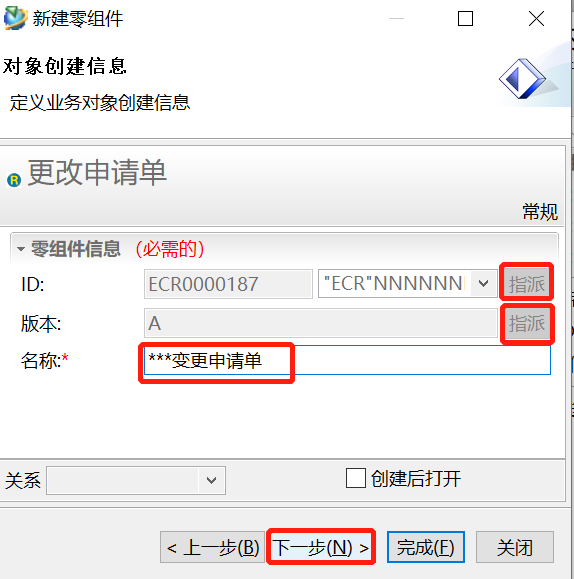 新建零组件
对象创建信息
定义业务对象创建信息
更改申请单
常规
零组件信息 (必需的)
ID: ECR0000187 "ECR"NNNNNN 指派
版本: A 指派
名称:* ***变更申请单
关系 创建后打开
< 上一步(B) 下一步(N) > 完成(F) 关闭